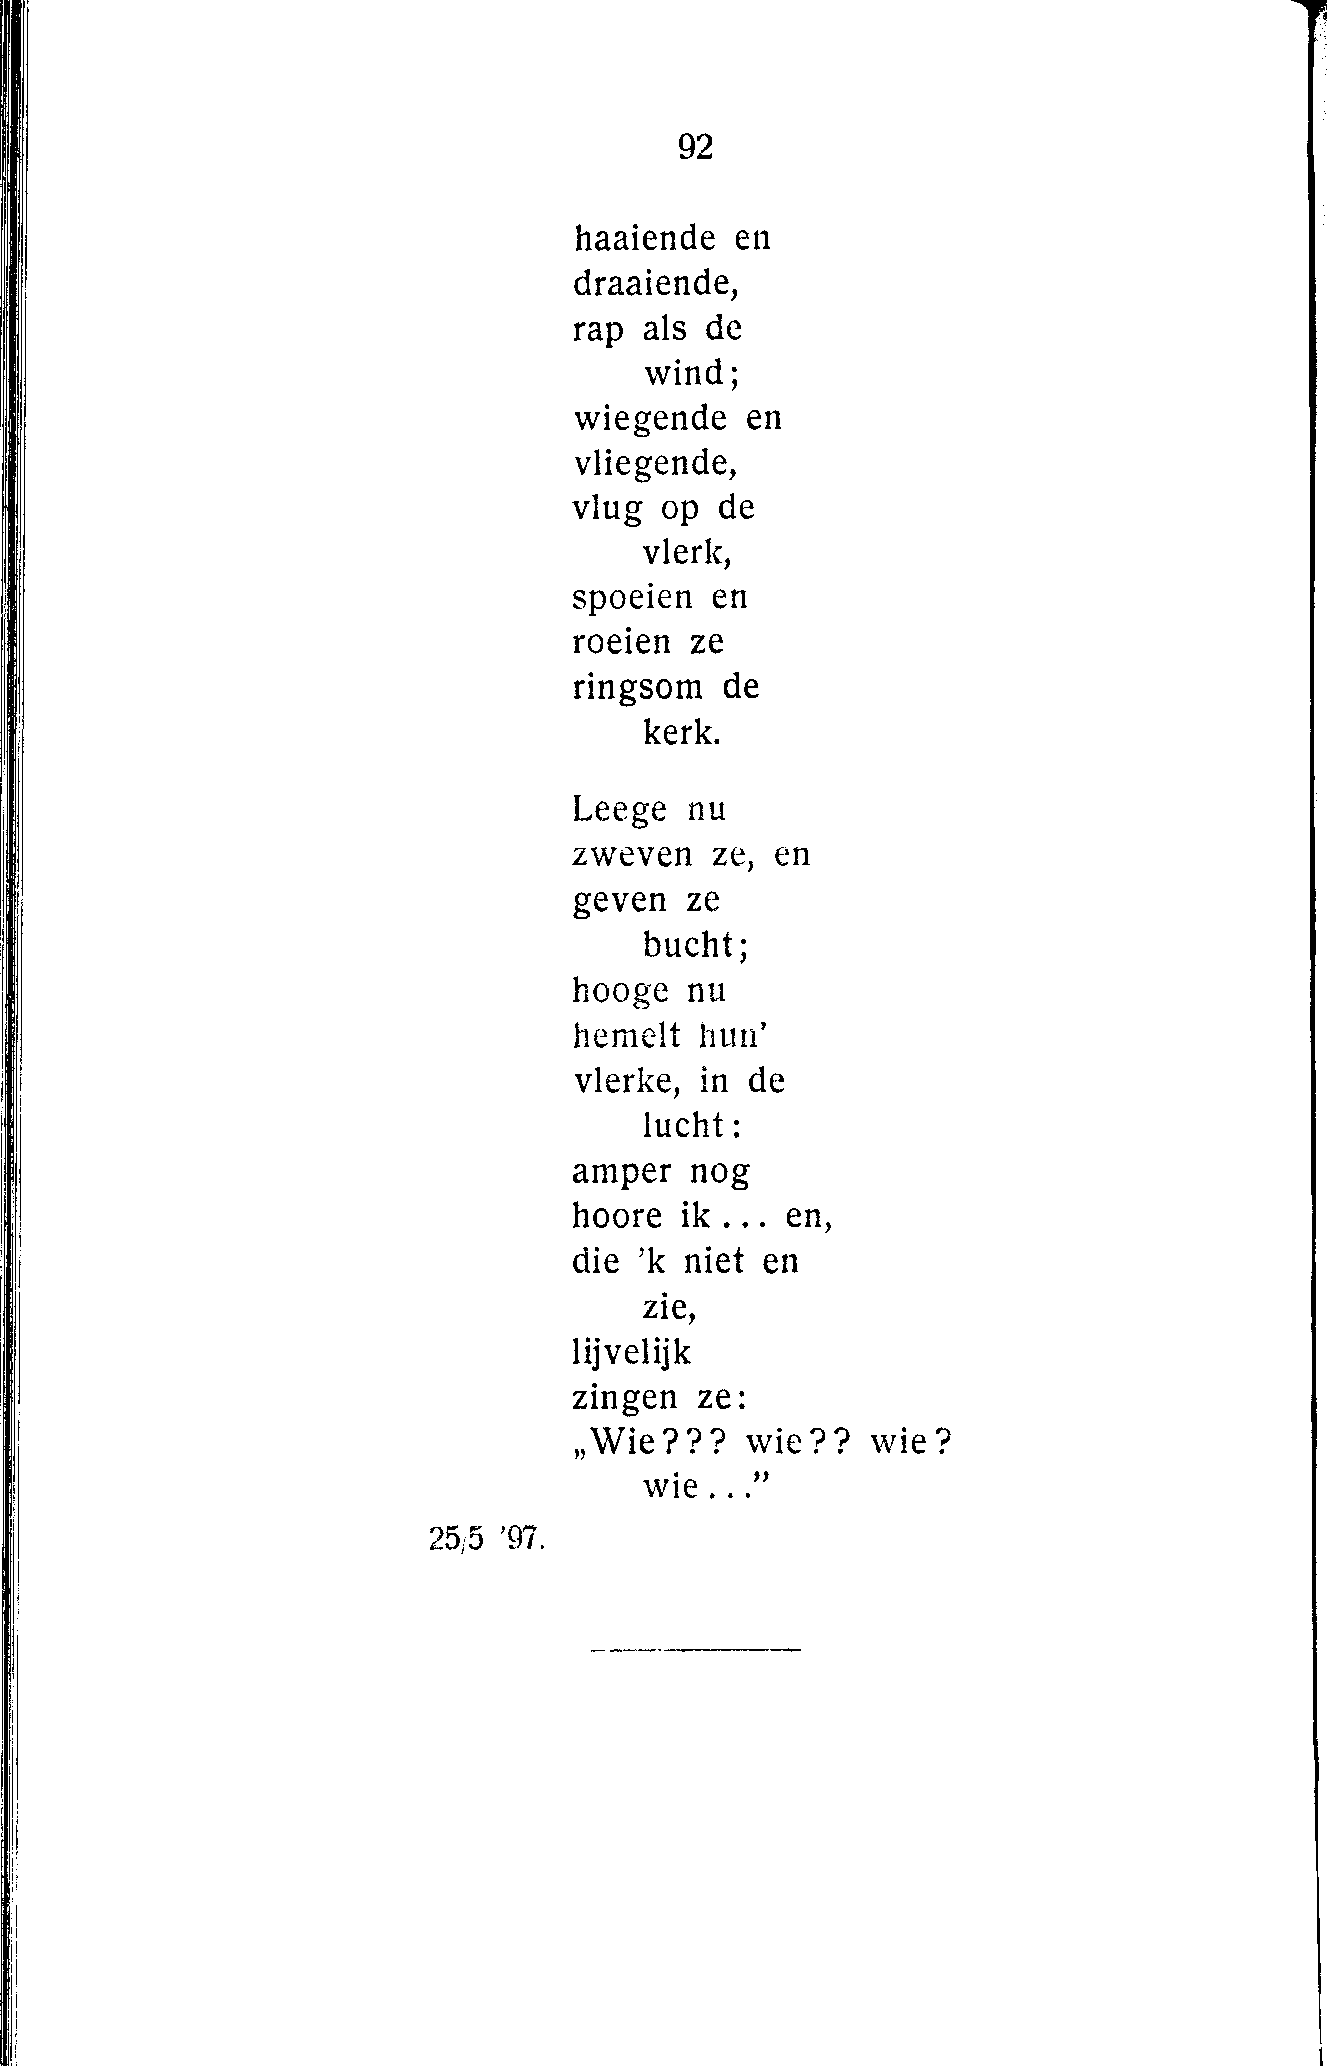 92
haaiende en
draaiende,
rap als de
wind;
wiegende en
vliegende,
vlug op de
vlerk,
spoeien en
roeien ze
ringsom de
kerk.
Leege nu
zweven ze, en
geven ze
bucht;
hooge nu
hemelt hun'
vlerke, in de
lucht:
amper nog
hoore ik... en,
die 'k niet en
zie,
lijvelijk
zingen ze:
„Wie??? wie?? wie?
wie..."
25/5 '97.